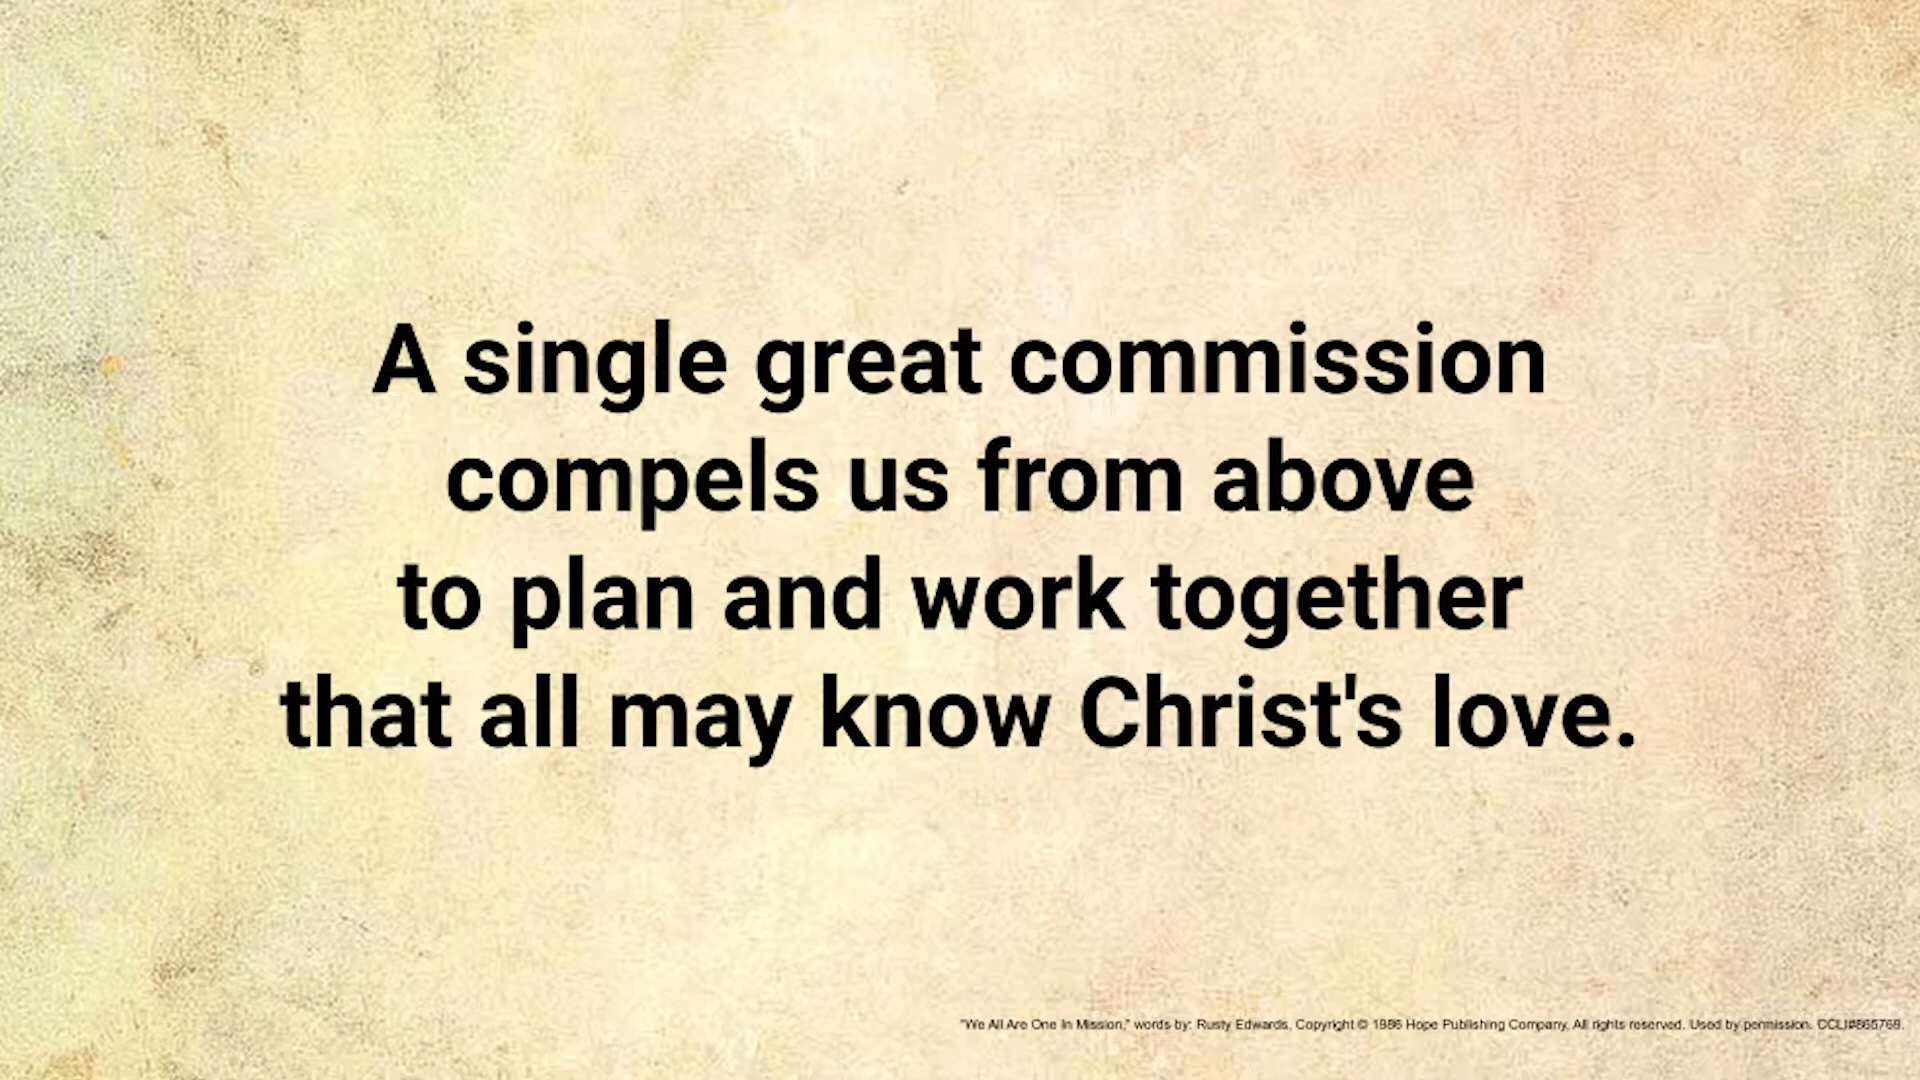 A single great commission
compels us from above
to plan and work together
that all may know Christ's love.
"We All Are One In Mission," words by: Rusty Edwards, Copyright © 1986 Hope Publishing Company, All rights reserved. Used by permission. CCLI#865769.